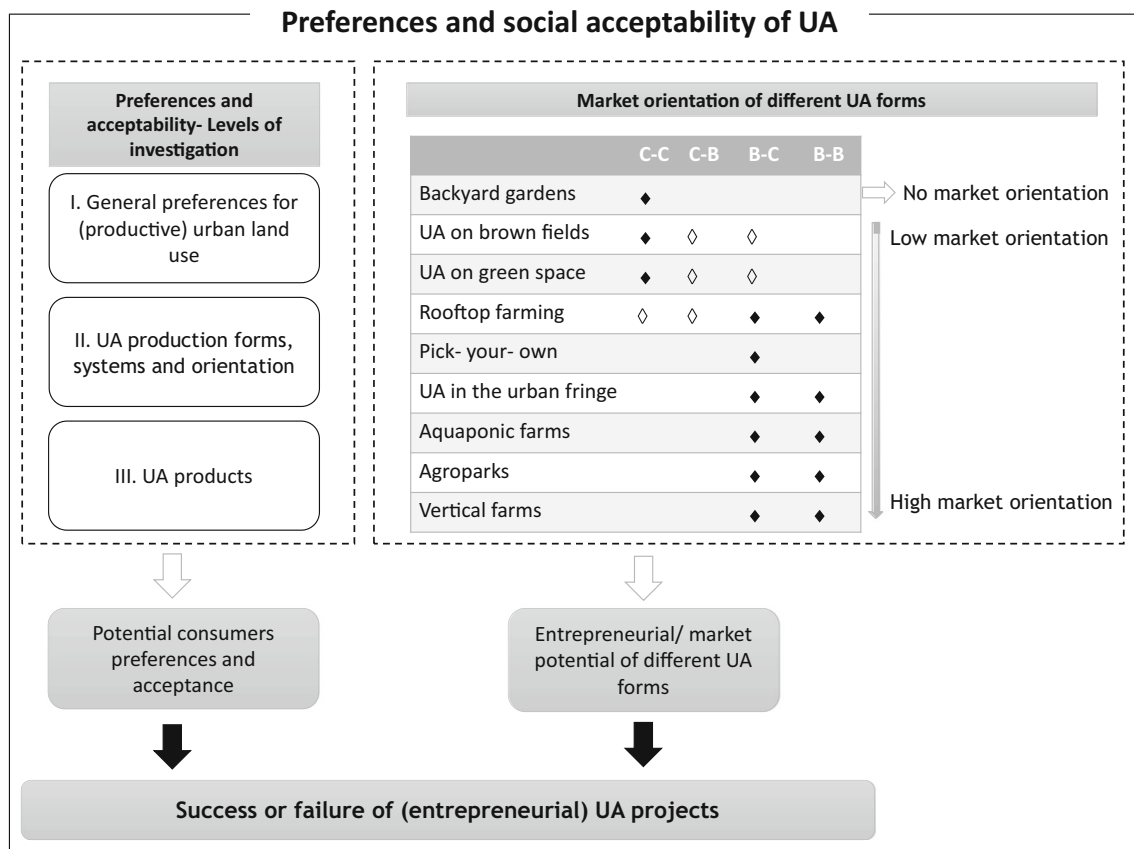 Preferences and social acceptability of UA
Preferences and
acceptability- Levels of
investigation
I. General preferences for
(productive) urban land
use
II. UA production forms,
systems and orientation
III. UA products
Market orientation of different UA forms
C-C C-B B-C B-B
Backyard gardens ♦
UA on brown fields ♦ ◊ ◊
UA on green space ♦ ◊ ◊
Rooftop farming ◊ ◊ ♦ ♦
Pick- your- own ♦
UA in the urban fringe ♦ ♦
Aquaponic farms ♦ ♦
Agroparks ♦ ♦
Vertical farms ♦ ♦
No market orientation
Low market orientation
High market orientation
Potential consumers
preferences and
acceptance
Entrepreneurial/ market
potential of different UA
forms
Success or failure of (entrepreneurial) UA projects